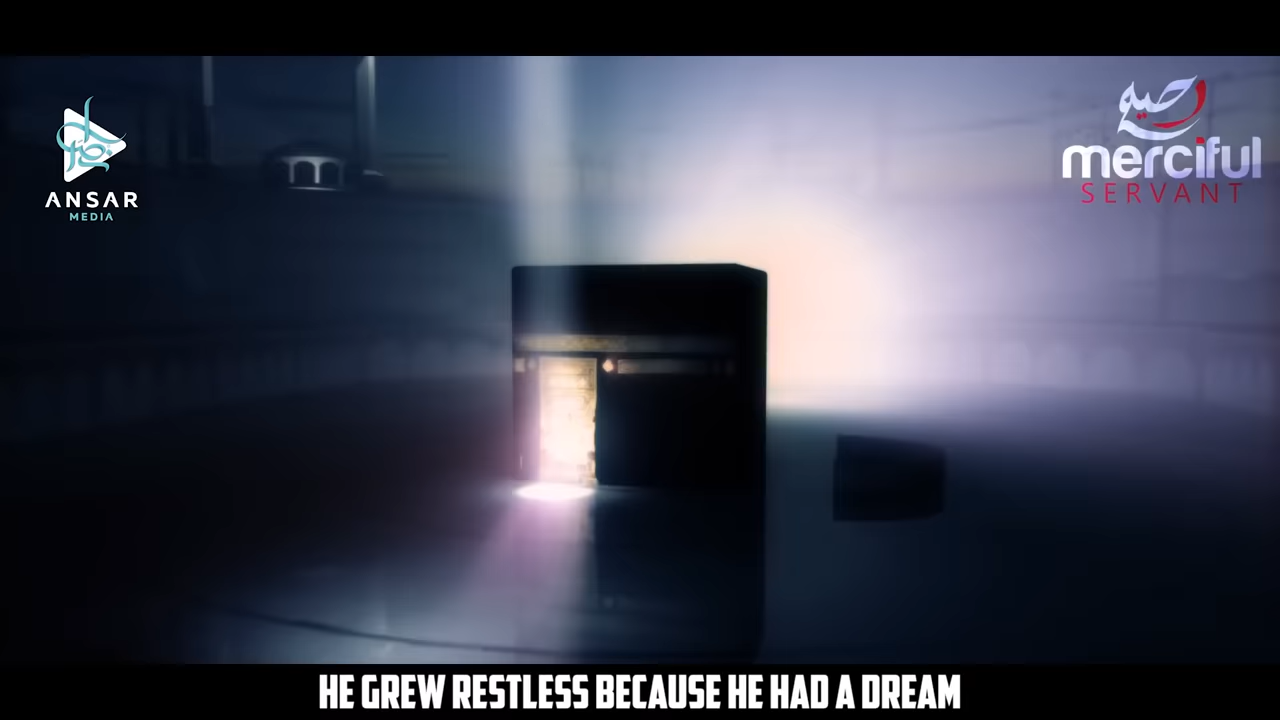 ANSAR
MEDIA
merciful
SERVANT
HE GREW RESTLESS BECAUSE HE HAD A DREAM